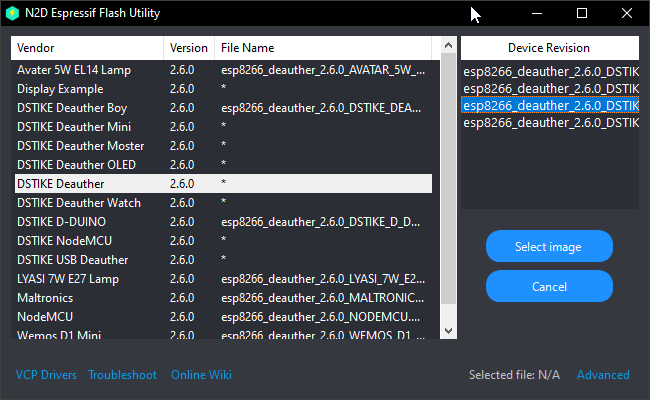 N2D Espressif Flash Utility
Vendor Version File Name
Avater 5W EL14 Lamp 2.6.0 esp8266_deauther_2.6.0_AVATAR_5W_...
Display Example 2.6.0 *
DSTIKE Deauther Boy 2.6.0 esp8266_deauther_2.6.0_DSTIKE_DEA...
DSTIKE Deauther Mini 2.6.0 *
DSTIKE Deauther Moster 2.6.0 *
DSTIKE Deauther OLED 2.6.0 *
DSTIKE Deauther 2.6.0 *
DSTIKE Deauther Watch 2.6.0 *
DSTIKE D-DUINO 2.6.0 esp8266_deauther_2.6.0_DSTIKE_D_D...
DSTIKE NodeMCU 2.6.0 *
DSTIKE USB Deauther 2.6.0 *
LYASI 7W E27 Lamp 2.6.0 esp8266_deauther_2.6.0_LYASI_7W_E2...
Maltronics 2.6.0 esp8266_deauther_2.6.0_MALTRONIC...
NodeMCU 2.6.0 esp8266_deauther_2.6.0_NODEMCU....
Wemos D1 Mini 2.6.0 esp8266_deauther_2.6.0_WEMOS_D1_...
Device Revision
esp8266_deauther_2.6.0_DSTIK
esp8266_deauther_2.6.0_DSTIK
esp8266_deauther_2.6.0_DSTIK
esp8266_deauther_2.6.0_DSTIK
Select image
Cancel
VCP Drivers Troubleshoot Online Wiki Selected file: N/A Advanced